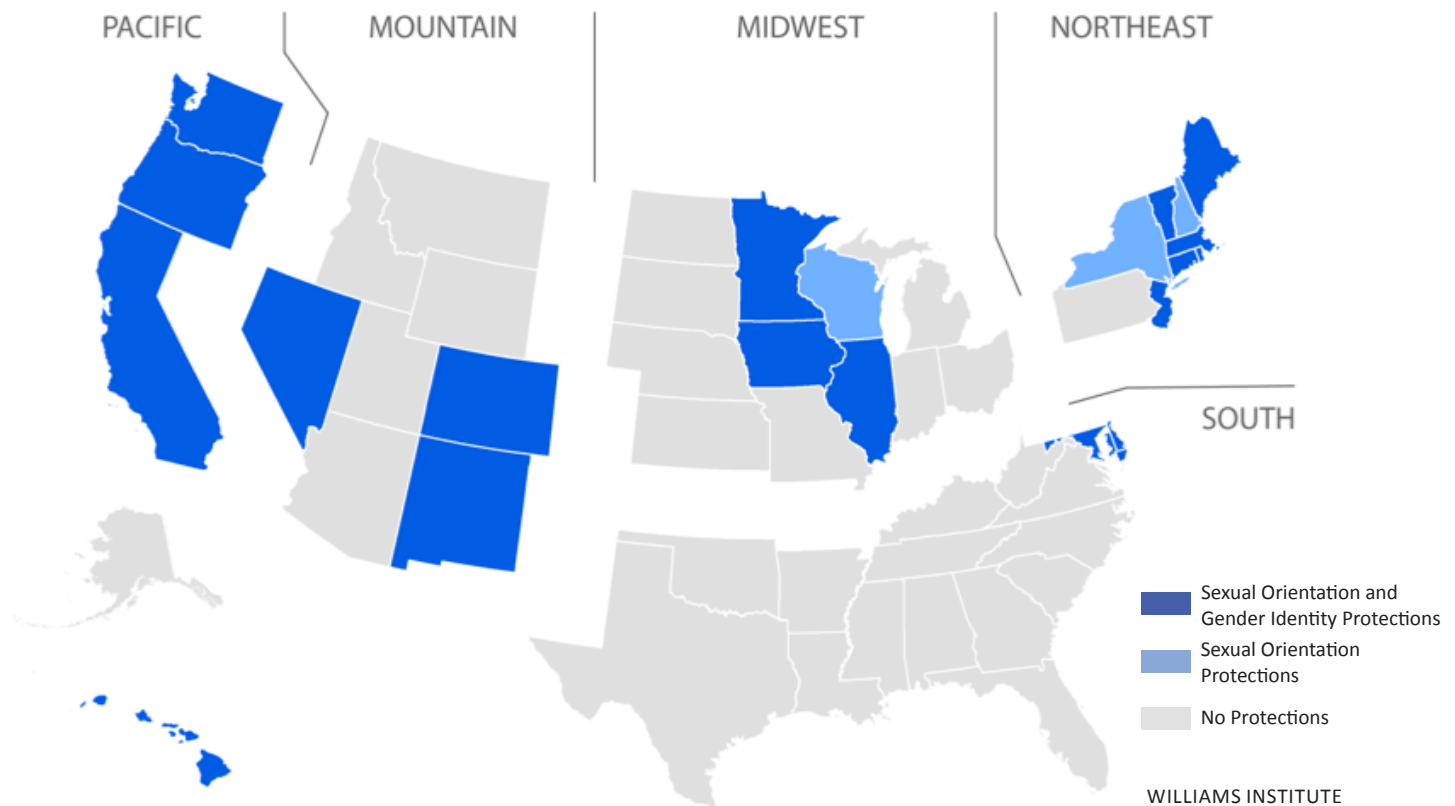 PACIFIC
MOUNTAIN
MIDWEST
NORTHEAST
SOUTH
Sexual Orientation and
Gender Identity Protections
Sexual Orientation
Protections
No Protections
WILLIAMS INSTITUTE